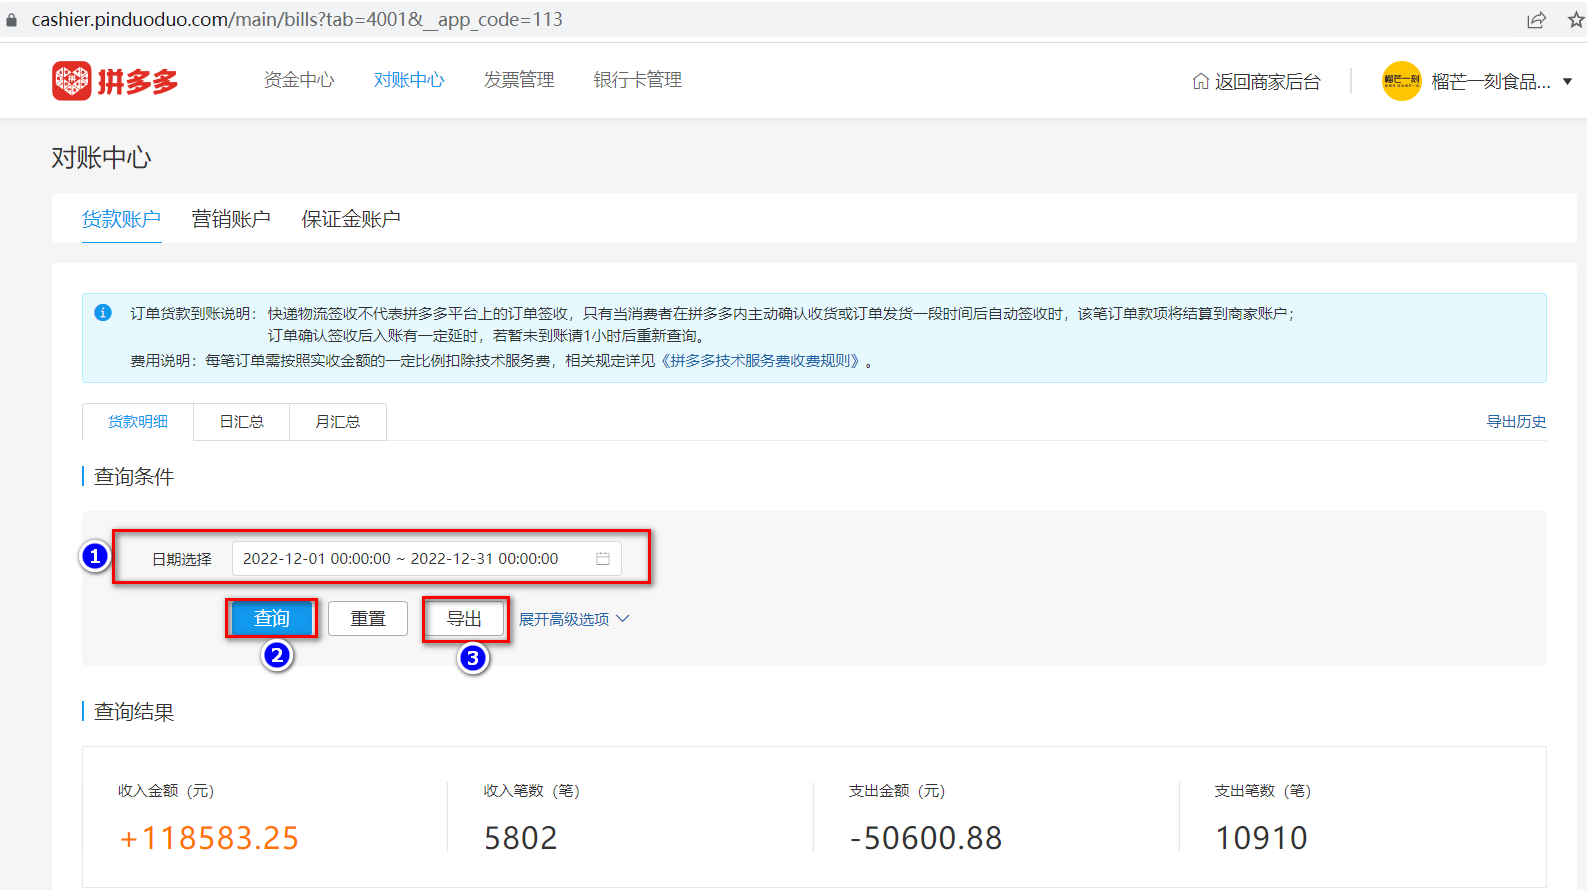 cashier.pinduoduo.com/main/bills?tab=4001&__app_code=113
拼多多
资金中心
对账中心
发票管理
银行卡管理
返回商家后台
榴芒一刻
榴芒一刻食品...
对账中心
货款账户
营销账户
保证金账户
订单货款到账说明：快递物流签收不代表拼多多平台上的订单签收，只有当消费者在拼多多内主动确认收货或订单发货一段时间后自动签收时，该笔订单款项将结算到商家账户；
订单确认签收后入账有一定延时，若暂未到账请1小时后重新查询。
费用说明：每笔订单需按照实收金额的一定比例扣除技术服务费，相关规定详见《拼多多技术服务费收费规则》。
货款明细
日汇总
月汇总
导出历史
查询条件
1
日期选择
2022-12-01 00:00:00 ~ 2022-12-31 00:00:00
查询
重置
导出
展开高级选项
2
3
查询结果
收入金额（元）
收入笔数（笔）
支出金额（元）
支出笔数（笔）
+118583.25
5802
-50600.88
10910